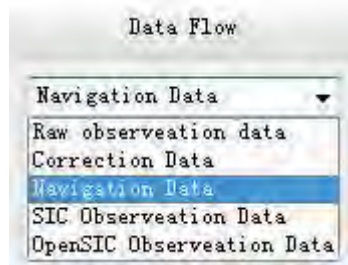 Data Flow
Navigation Data
Raw observeation data
Correction Data
Navigation Data
SIC Observeation Data
OpenSIC Observeation Data